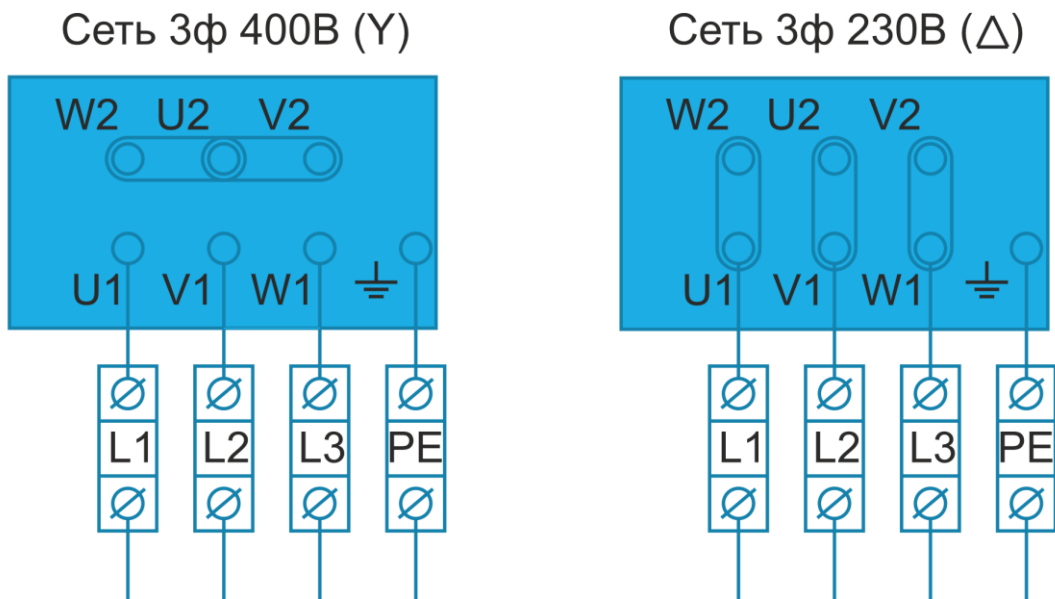 Сеть 3ф 400В (Y)
Сеть 3ф 230В (△)
W2 U2 V2
U1 V1 W1
L1 L2 L3 PE
W2 U2 V2
U1 V1 W1
L1 L2 L3 PE